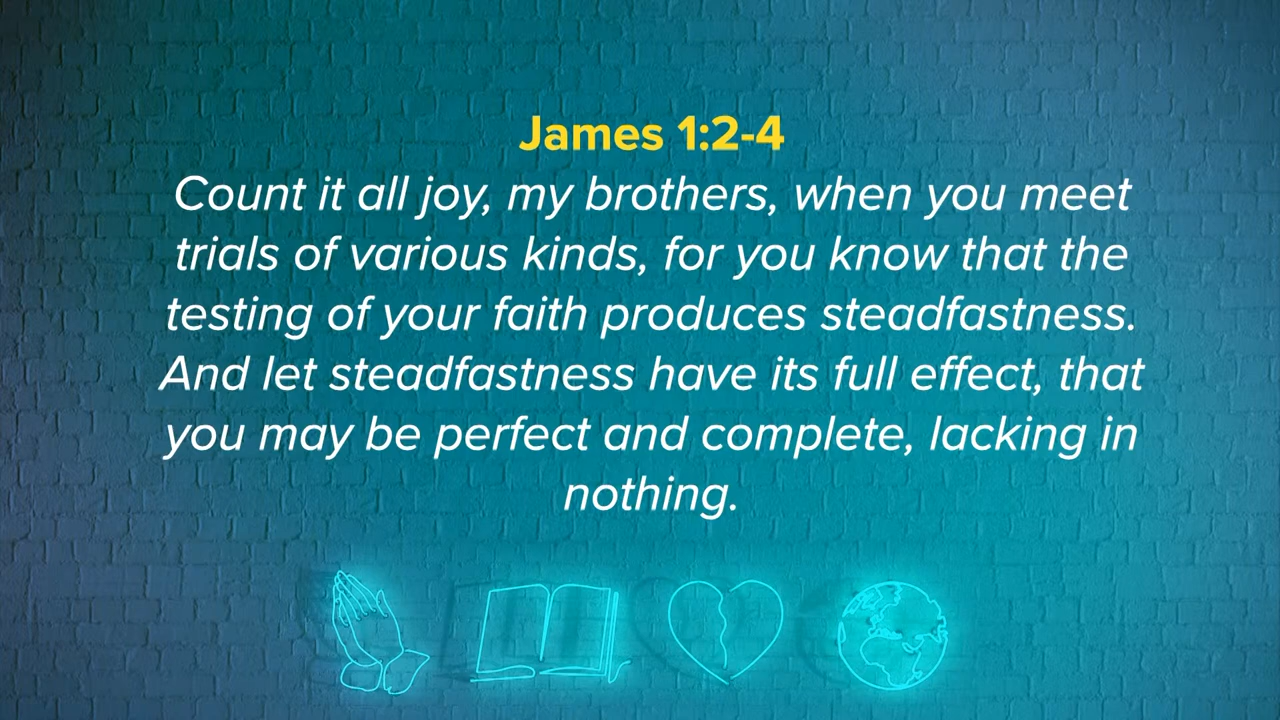 James 1:2-4
Count it all joy, my brothers, when you meet
trials of various kinds, for you know that the
testing of your faith produces steadfastness.
And let steadfastness have its full effect, that
you may be perfect and complete, lacking in
nothing.